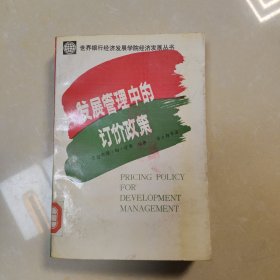 世界银行经济发展学院经济发展丛书
发展管理中的
订价政策
PRICING POLICY
FOR
DEVELOPMENT
MANAGEMENT